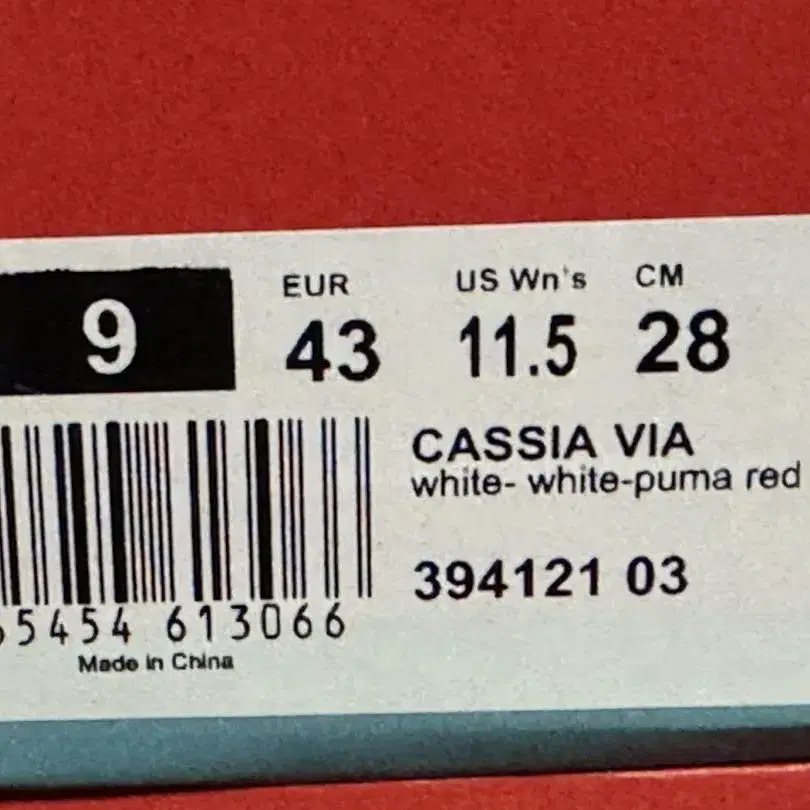 EUR US Wn's CM
9 43 11.5 28
CASSIA VIA
white- white-puma red
394121 03
5454 613066
Made in China